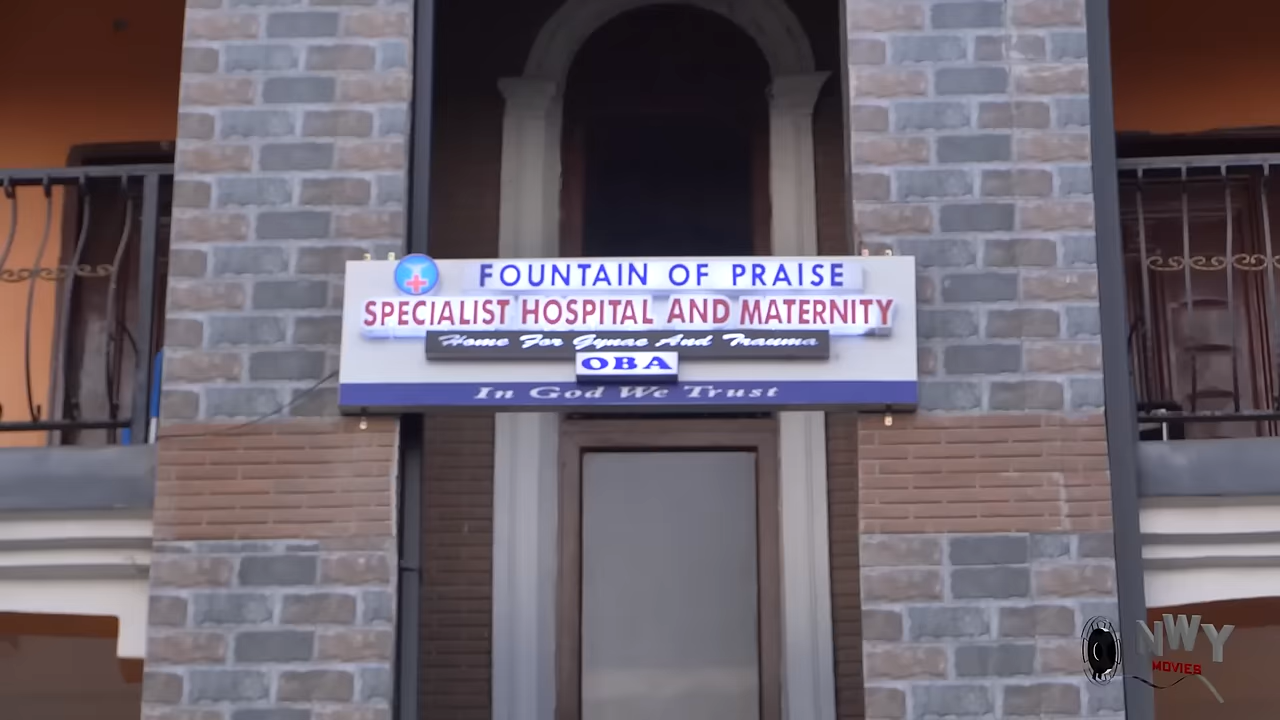 FOUNTAIN OF PRAISE
SPECIALIST HOSPITAL AND MATERNITY
Home For Gynae And Trauma
OBA
In God We Trust
NWY
MOVIES